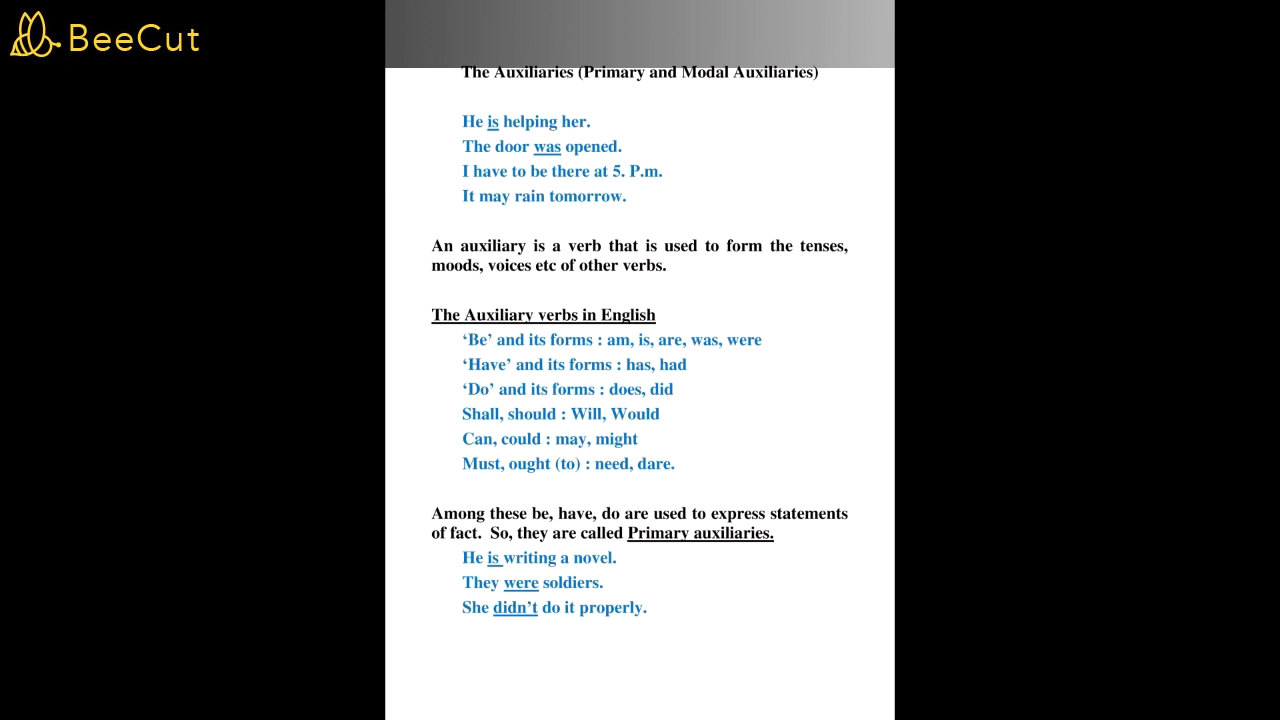 BeeCut
The Auxiliaries (Primary and Modal Auxiliaries)
He is helping her.
The door was opened.
I have to be there at 5. P.m.
It may rain tomorrow.
An auxiliary is a verb that is used to form the tenses,
moods, voices etc of other verbs.
The Auxiliary verbs in English
‘Be’ and its forms : am, is, are, was, were
‘Have’ and its forms : has, had
‘Do’ and its forms : does, did
Shall, should : Will, Would
Can, could : may, might
Must, ought (to) : need, dare.
Among these be, have, do are used to express statements
of fact.  So, they are called Primary auxiliaries.
He is writing a novel.
They were soldiers.
She didn’t do it properly.